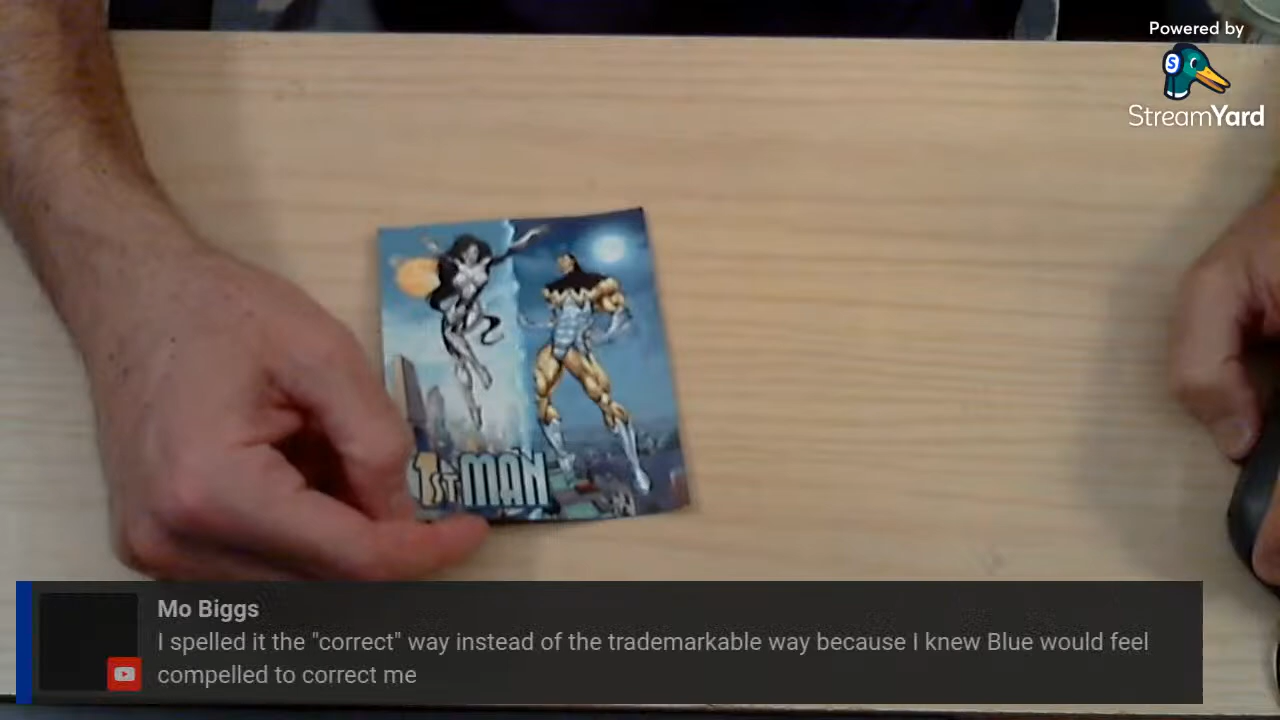 Powered by
StreamYard
1ST MAN
Mo Biggs
I spelled it the "correct" way instead of the trademarkable way because I knew Blue would feel
compelled to correct me